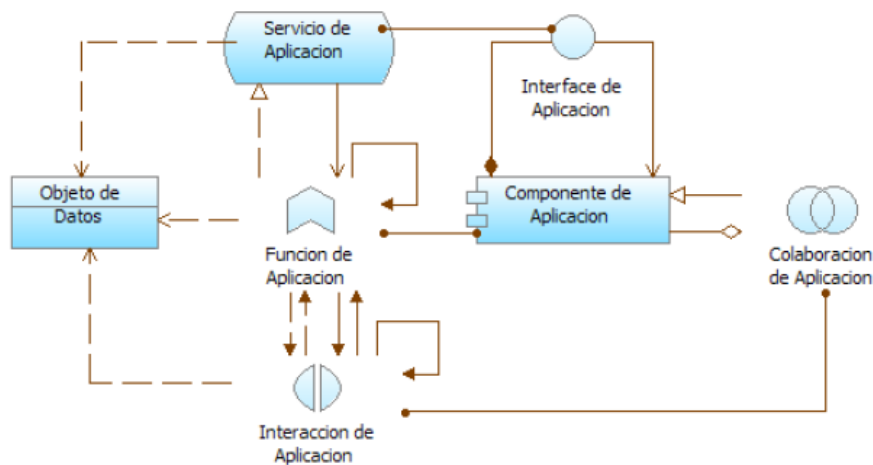 Servicio de
Aplicacion
Interface de
Aplicacion
Objeto de
Datos
Componente de
Aplicacion
Funcion de
Aplicacion
Colaboracion
de Aplicacion
Interaccion de
Aplicacion